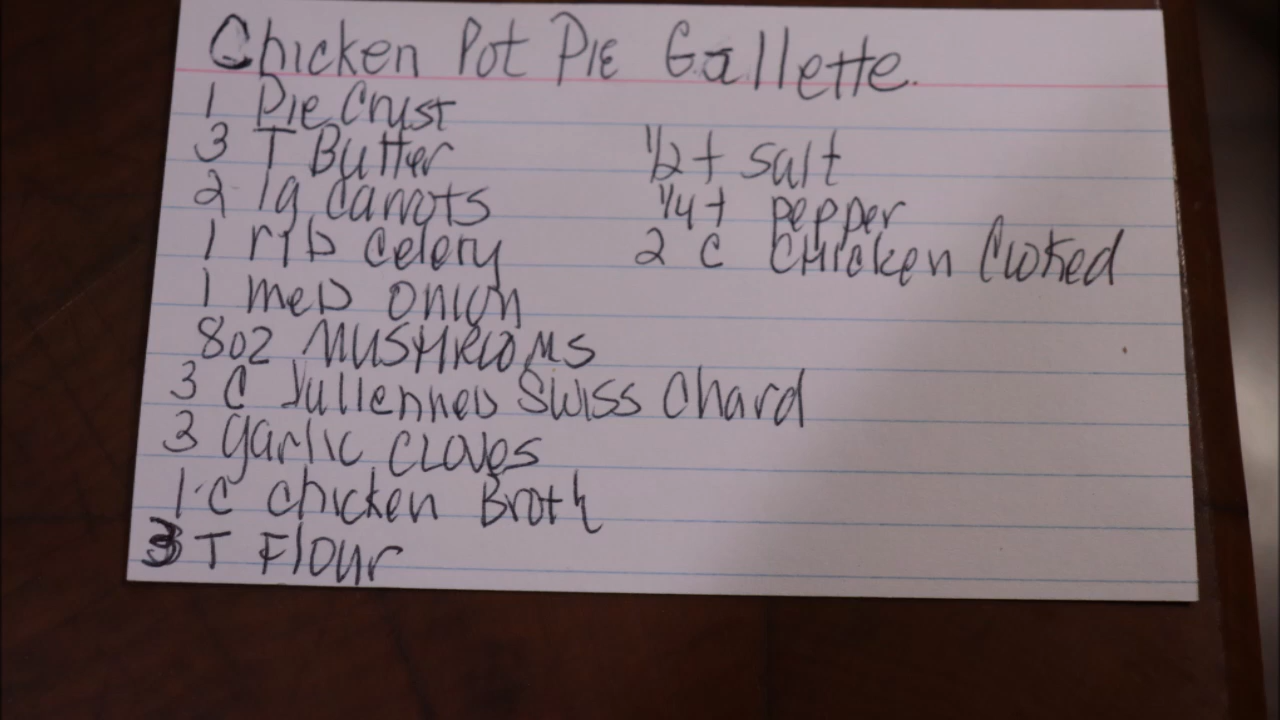 Chicken Pot Pie Gallette
1 Pie Crust
3 T Butter
2 lg carrots
1 rib Celery
1 med onion
8oz MUSHROOMS
3 C Julienned Swiss Chard
3 garlic cloves
1 C chicken Broth
3 T Flour
1/2 t salt
1/4 t pepper
2 C Chicken Cooked